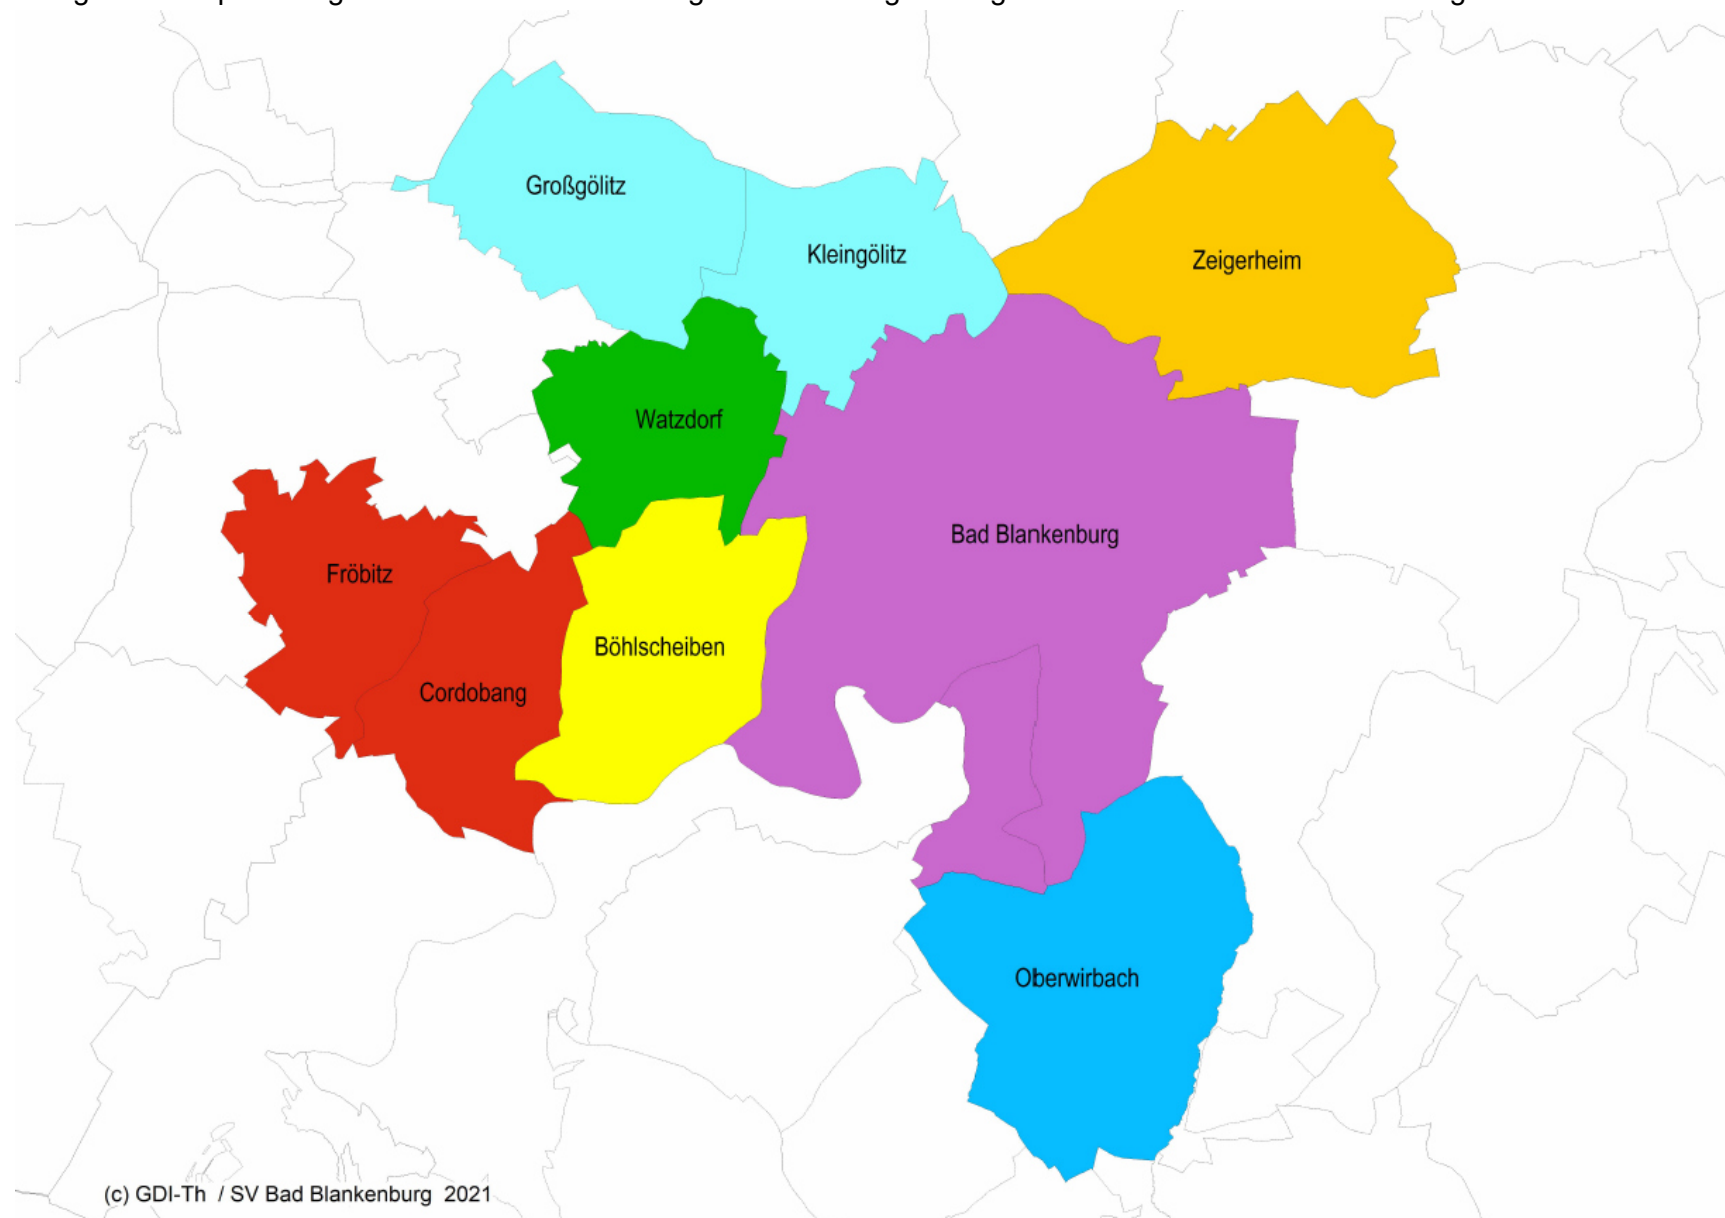 Großgölitz
Kleingölitz
Zeigerheim
Watzdorf
Bad Blankenburg
Fröbitz
Böhlscheiben
Cordobang
Oberwirbach
(c) GDI-Th / SV Bad Blankenburg 2021